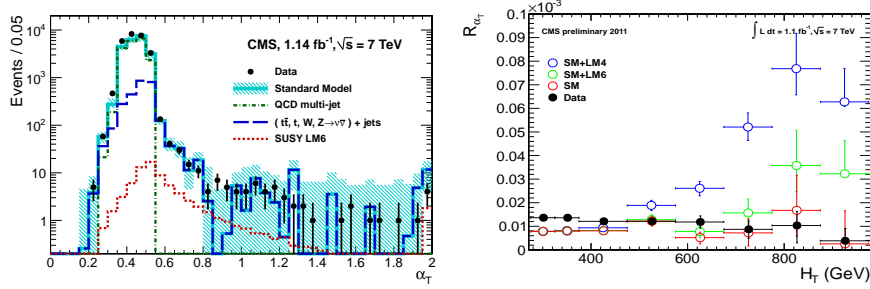 CMS, 1.14 fb⁻¹, √s = 7 TeV
Data
Standard Model
QCD multi-jet
( tt̄, t, W, Z→νν̄ ) + jets
SUSY LM6
Events / 0.05
10⁴
10³
10²
10
1
0 0.2 0.4 0.6 0.8 1 1.2 1.4 1.6 1.8 2
α_T
×10⁻³
CMS preliminary 2011
∫ L dt = 1.1 fb⁻¹, √s = 7 TeV
SM+LM4
SM+LM6
SM
Data
R_α_T
0.1
0.09
0.08
0.07
0.06
0.05
0.04
0.03
0.02
0.01
0
400 600 800 1000
H_T (GeV)